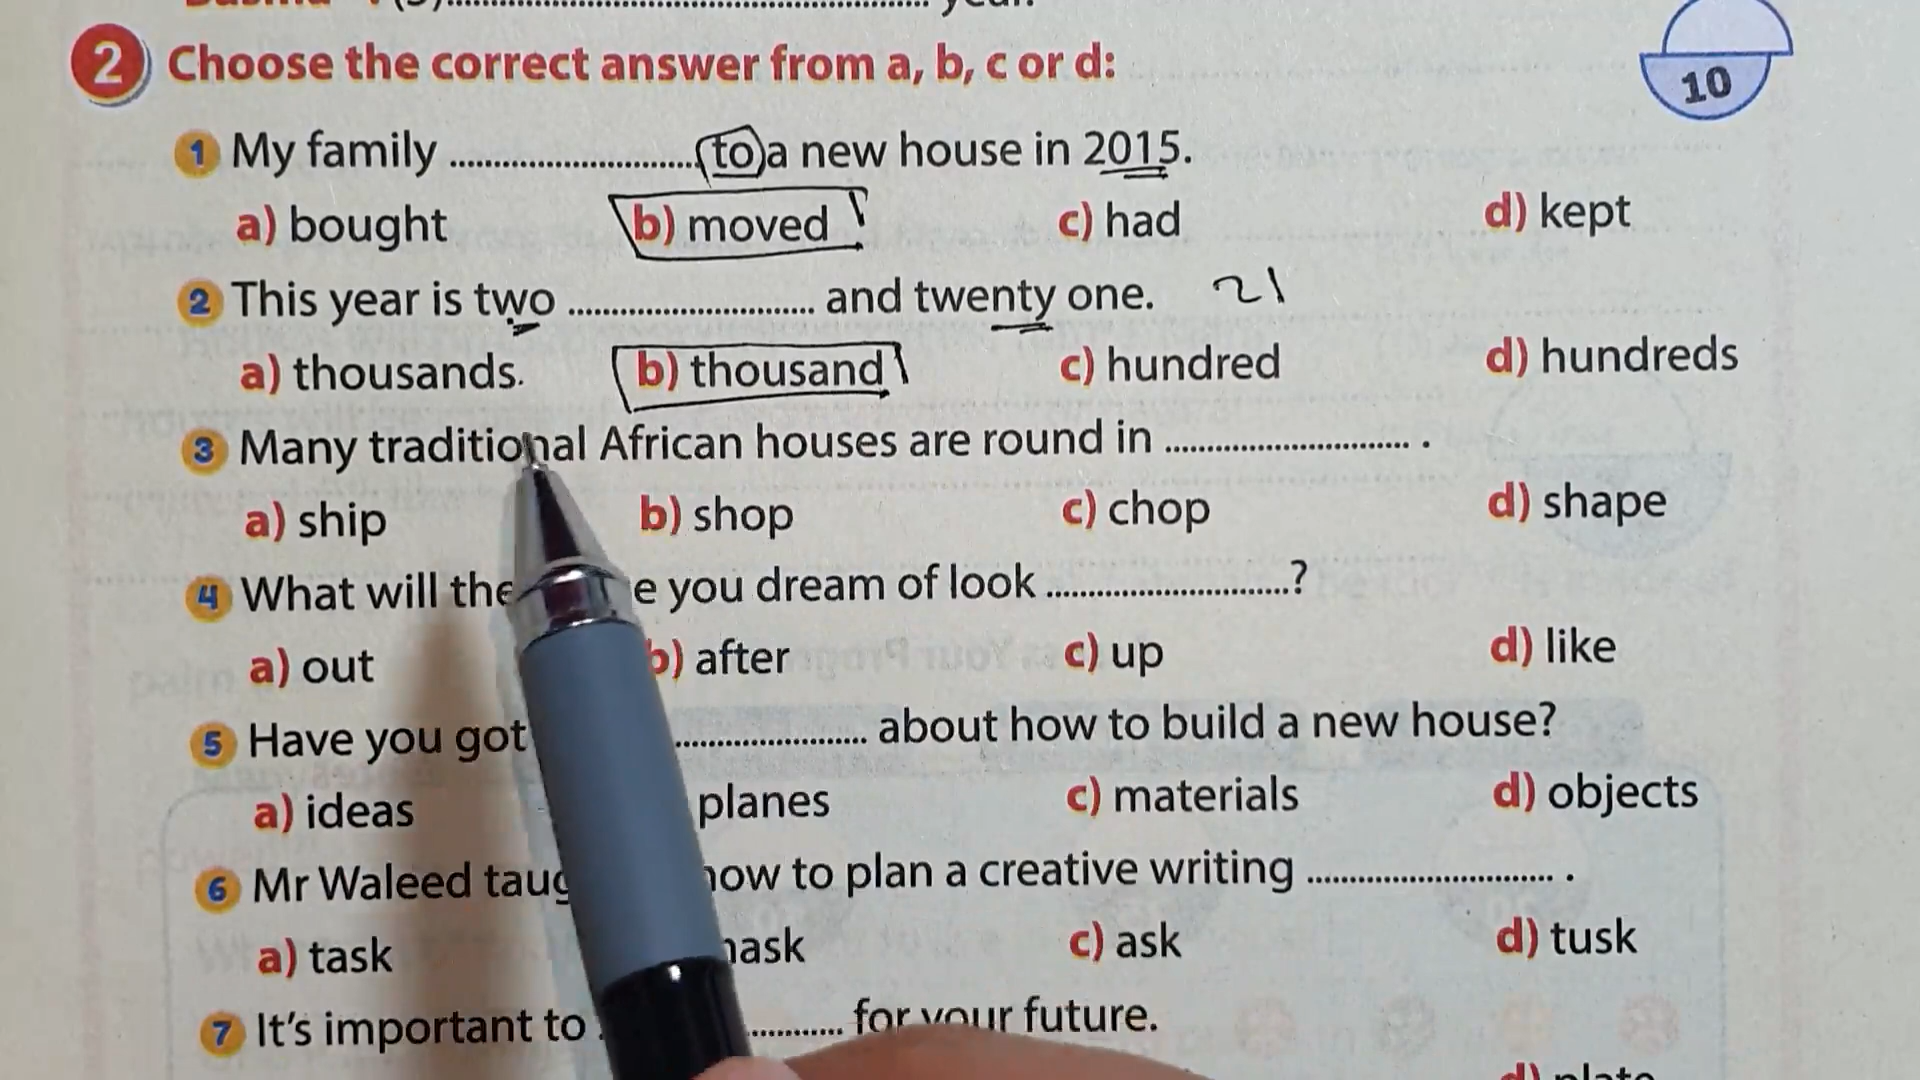 2 Choose the correct answer from a, b, c or d:
10
1 My family ............................ to a new house in 2015.
a) bought b) moved c) had d) kept
2 This year is two ............................ and twenty one. 21
a) thousands. b) thousand c) hundred d) hundreds
3 Many traditional African houses are round in ............................ .
a) ship b) shop c) chop d) shape
4 What will the e you dream of look ............................?
a) out b) after c) up d) like
5 Have you got ...................... about how to build a new house?
a) ideas planes c) materials d) objects
6 Mr Waleed taug how to plan a creative writing ............................ .
a) task ask c) ask d) tusk
7 It's important to ............ for your future.